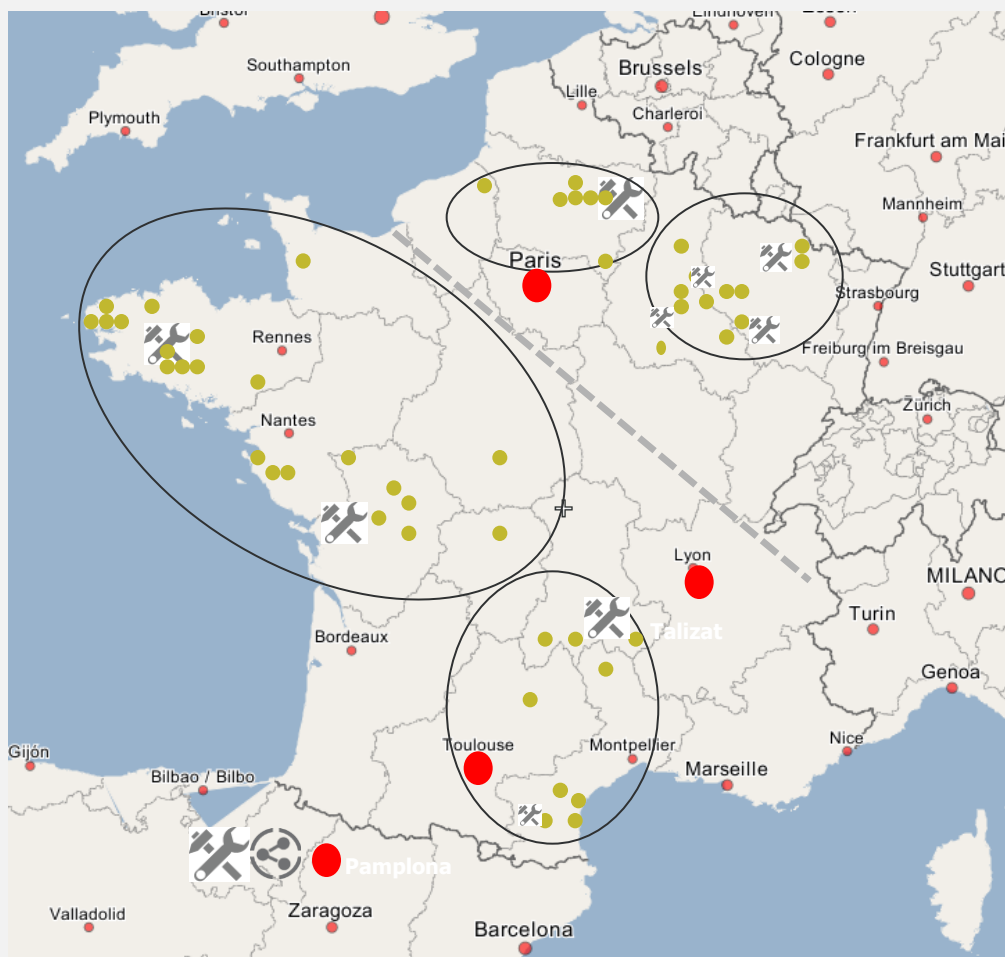 Bristol
Eindhoven
Essen
Southampton
Brussels
Cologne
Lille
Plymouth
Charleroi
Frankfurt am Mai
Mannheim
Paris
Stuttgart
Strasbourg
Rennes
Freiburg im Breisgau
Zürich
Nantes
Lyon
MILANO
Turin
Talizat
Bordeaux
Genoa
Toulouse
Montpellier
Nice
Gijón
Marseille
Bilbao / Bilbo
Pamplona
Valladolid
Zaragoza
Barcelona